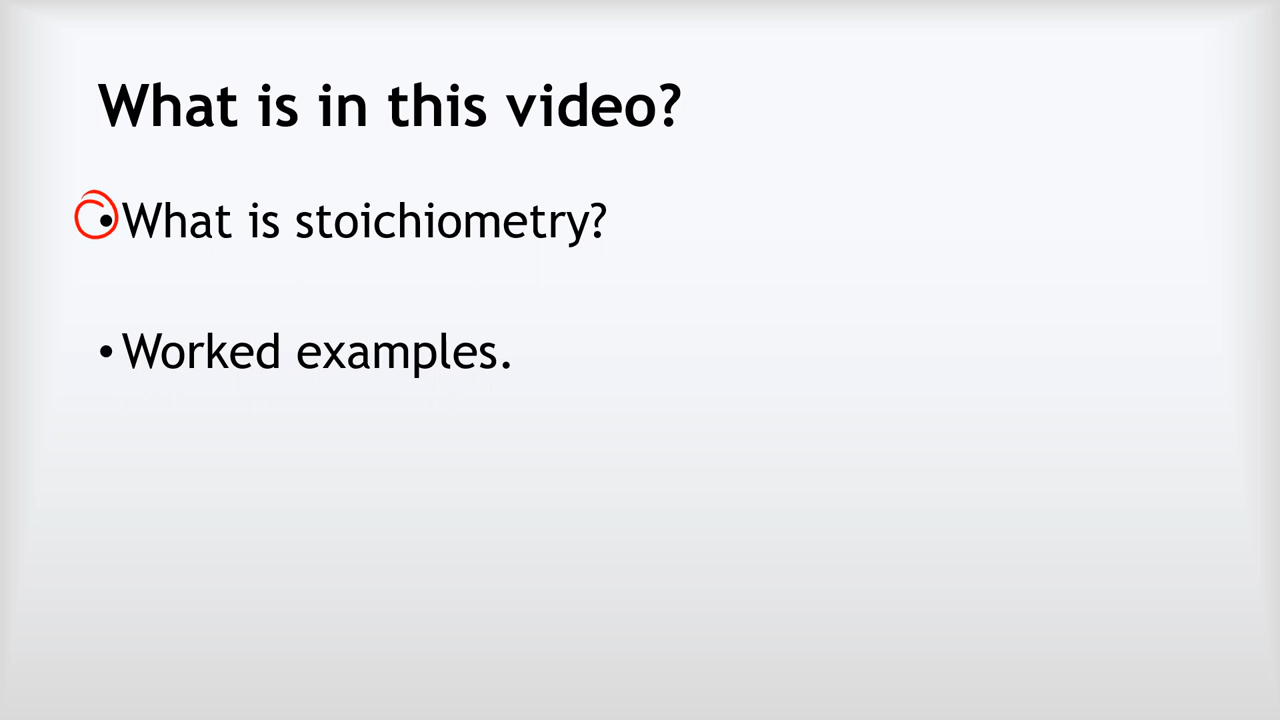 What is in this video?
• What is stoichiometry?
• Worked examples.